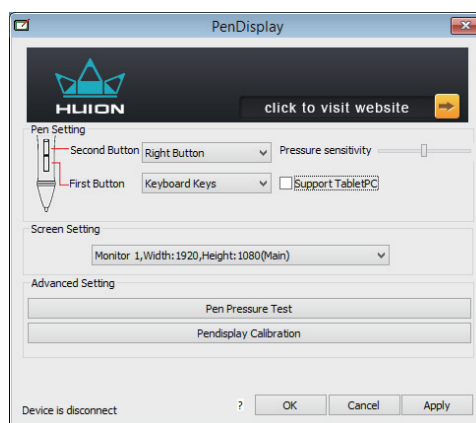 PenDisplay
HUION
click to visit website
Pen Setting
Second Button Right Button Pressure sensitivity
First Button Keyboard Keys Support TabletPC
Screen Setting
Monitor 1,Width:1920,Height:1080(Main)
Advanced Setting
Pen Pressure Test
Pendisplay Calibration
Device is disconnect ? OK Cancel Apply